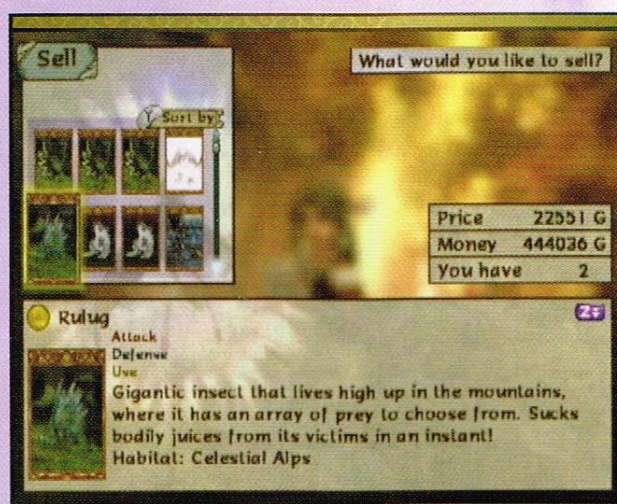 Sell
What would you like to sell?
Y Sort by
Price 22551 G
Money 444036 G
You have 2
Rulug
Attack
Defense
Use
Gigantic insect that lives high up in the mountains,
where it has an array of prey to choose from. Sucks
bodily juices from its victims in an instant!
Habitat: Celestial Alps